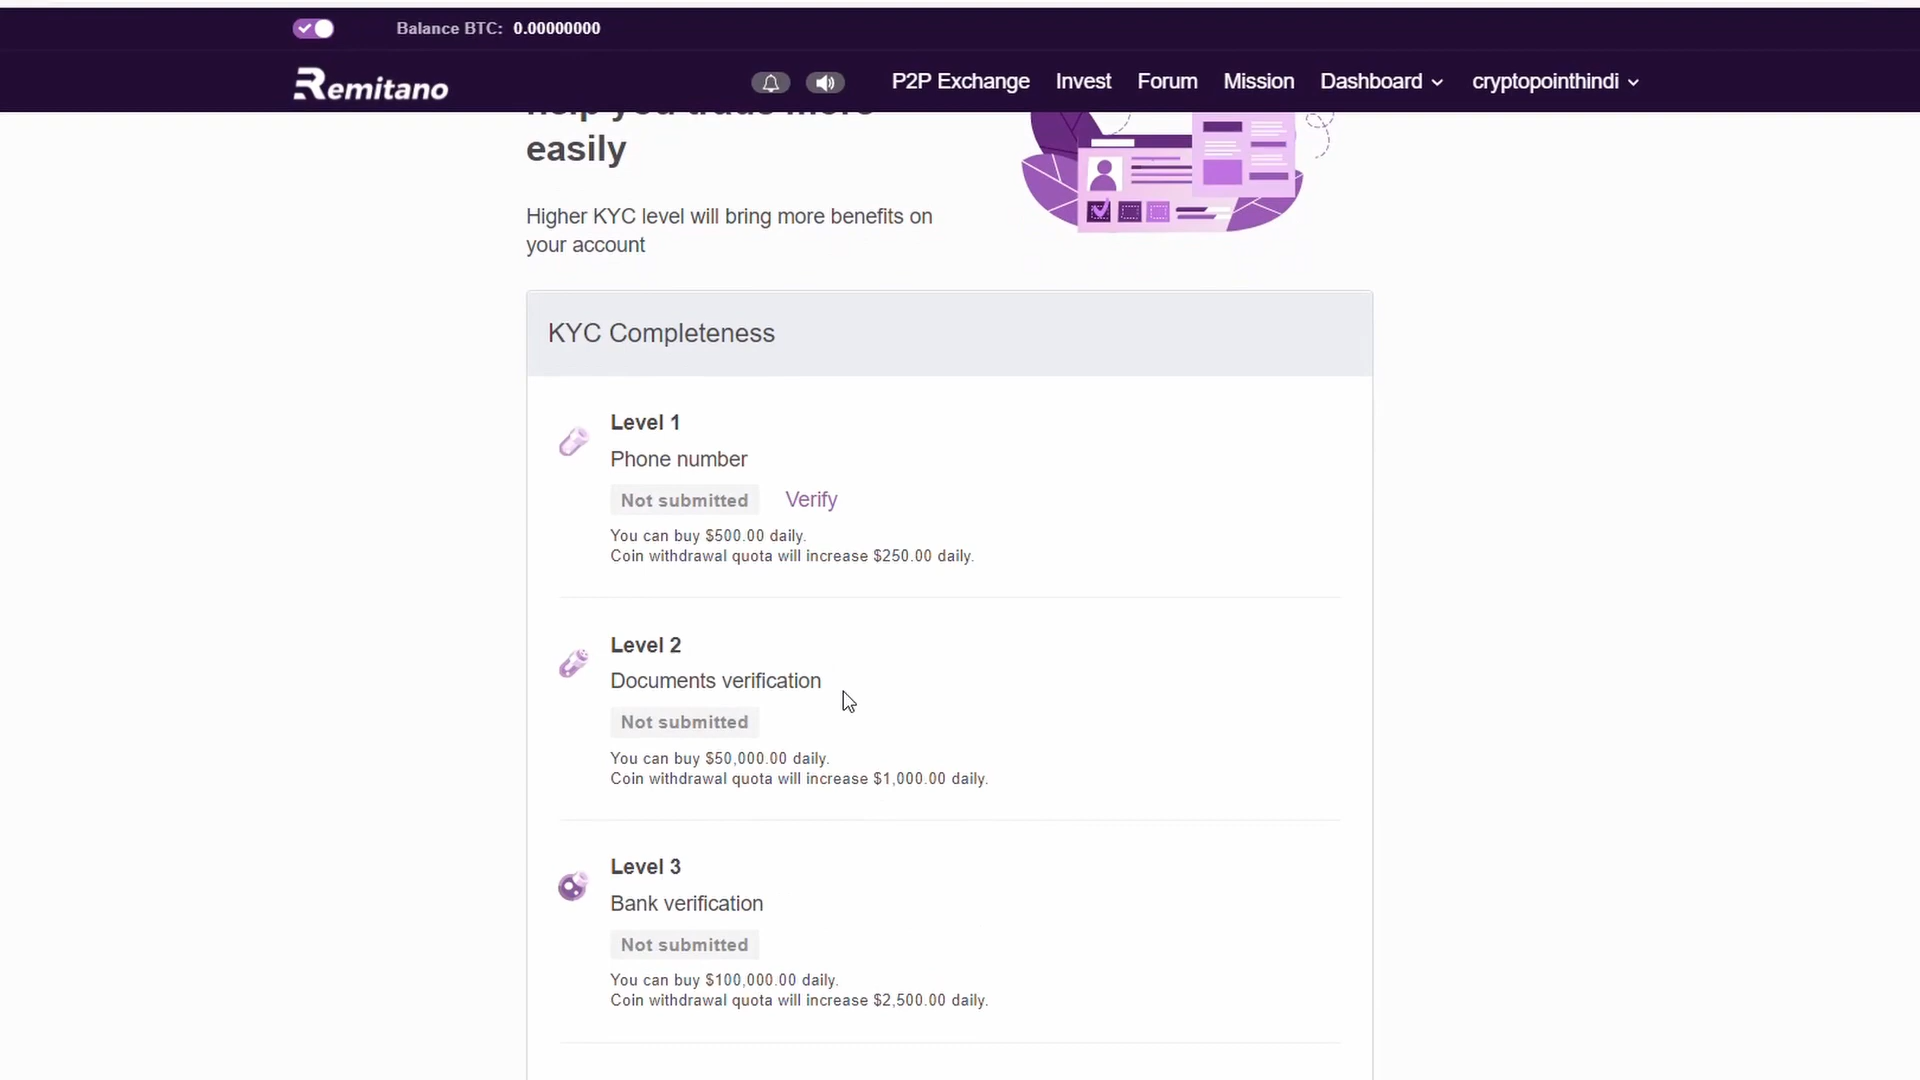 Balance BTC: 0.00000000
Remitano
P2P Exchange Invest Forum Mission Dashboard cryptopointhindi
help you trade more
easily
Higher KYC level will bring more benefits on
your account
KYC Completeness
Level 1
Phone number
Not submitted Verify
You can buy $500.00 daily.
Coin withdrawal quota will increase $250.00 daily.
Level 2
Documents verification
Not submitted
You can buy $50,000.00 daily.
Coin withdrawal quota will increase $1,000.00 daily.
Level 3
Bank verification
Not submitted
You can buy $100,000.00 daily.
Coin withdrawal quota will increase $2,500.00 daily.